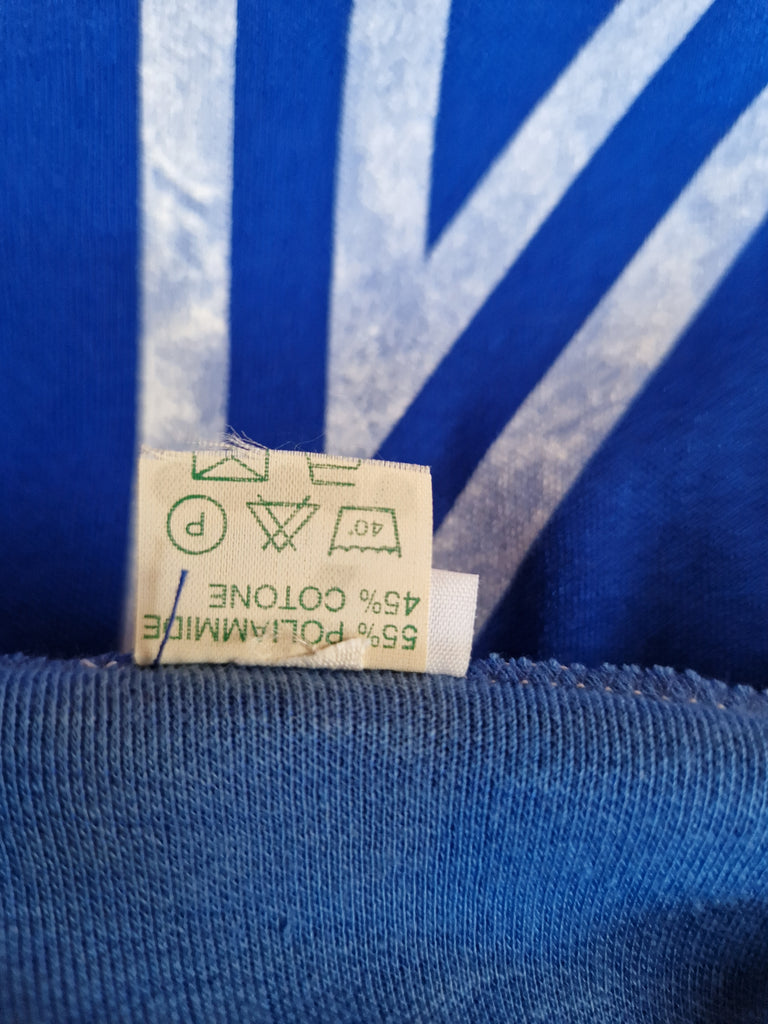 55% POLIAMMIDE
45% COTONE
40°
P